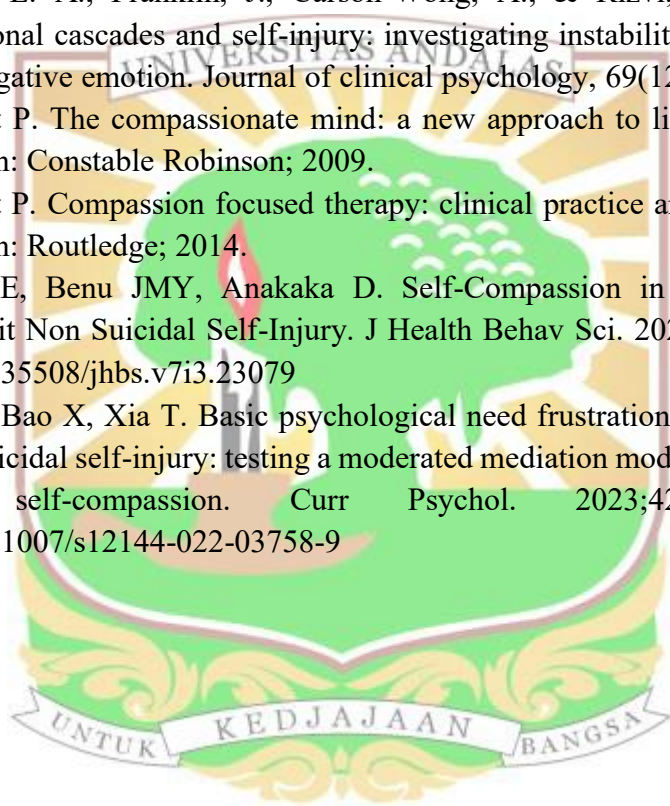 E. A., Franklin, J., Carson-Wong, A., & Rizvi,
onal cascades and self-injury: investigating instabilit
gative emotion. Journal of clinical psychology, 69(12
t P. The compassionate mind: a new approach to li
n: Constable Robinson; 2009.
t P. Compassion focused therapy: clinical practice a
n: Routledge; 2014.
E, Benu JMY, Anakaka D. Self-Compassion in
it Non Suicidal Self-Injury. J Health Behav Sci. 202
35508/jhbs.v7i3.23079
Bao X, Xia T. Basic psychological need frustration
icidal self-injury: testing a moderated mediation mod
self-compassion. Curr Psychol. 2023;42
1007/s12144-022-03758-9
UNIVERSITAS ANDALAS
UNTUK KEDJAJAAN BANGSA